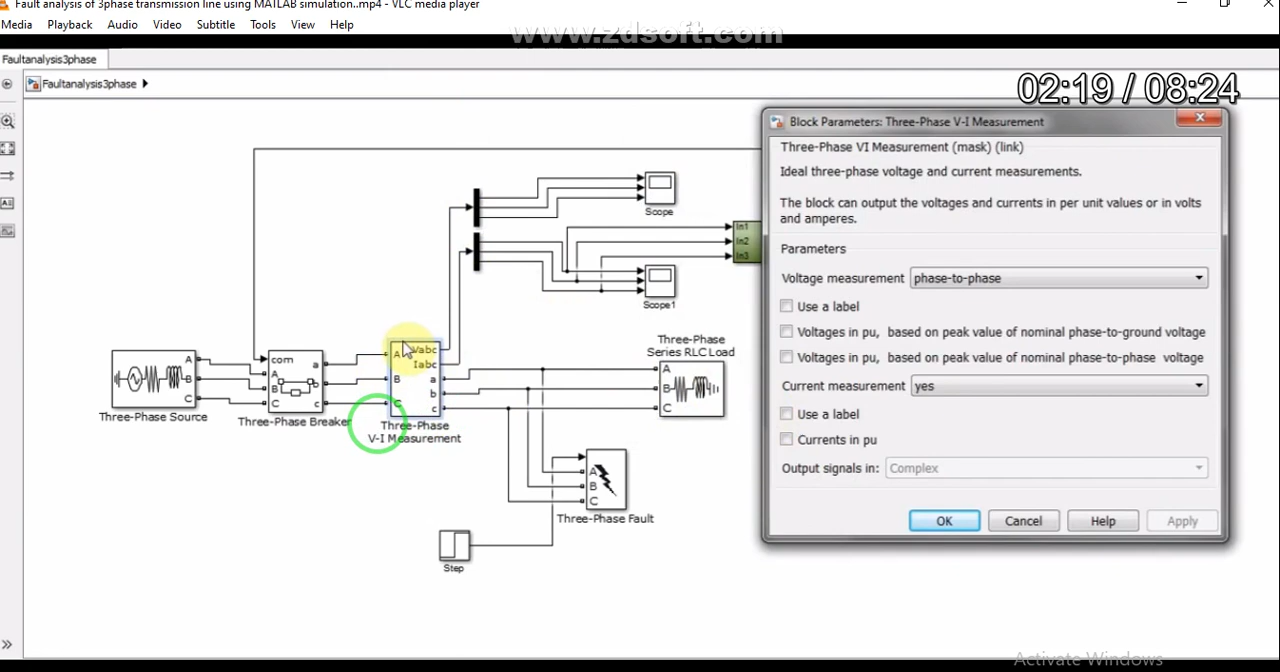 Fault analysis of 3phase transmission line using MATLAB simulation..mp4 - VLC media player
Media Playback Audio Video Subtitle Tools View Help
www.zdsoft.com
Faultanalysis3phase
Faultanalysis3phase
02:19 / 08:24
Block Parameters: Three-Phase V-I Measurement
Three-Phase VI Measurement (mask) (link)
Ideal three-phase voltage and current measurements.
The block can output the voltages and currents in per unit values or in volts
and amperes.
Parameters
Voltage measurement phase-to-phase
Use a label
Voltages in pu, based on peak value of nominal phase-to-ground voltage
Voltages in pu, based on peak value of nominal phase-to-phase voltage
Current measurement yes
Use a label
Currents in pu
Output signals in: Complex
OK Cancel Help Apply
Scope
In1
In2
In3
Scope1
A
B
C
Three-Phase Source
com
A
B
C
a
b
c
Three-Phase Breaker
A
B
C
Vabc
Iabc
a
b
c
Three-Phase
V-I Measurement
Three-Phase
Series RLC Load
A
B
C
A
B
C
Three-Phase Fault
Step
Activate Windows